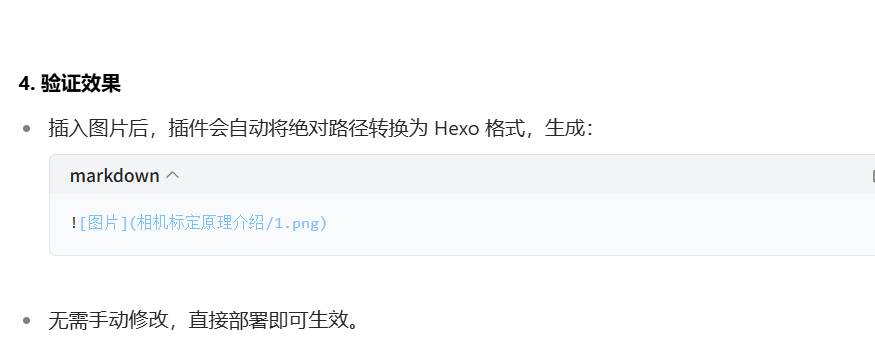 4. 验证效果
插入图片后，插件会自动将绝对路径转换为 Hexo 格式，生成：
markdown
![图片](相机标定原理介绍/1.png)
无需手动修改，直接部署即可生效。